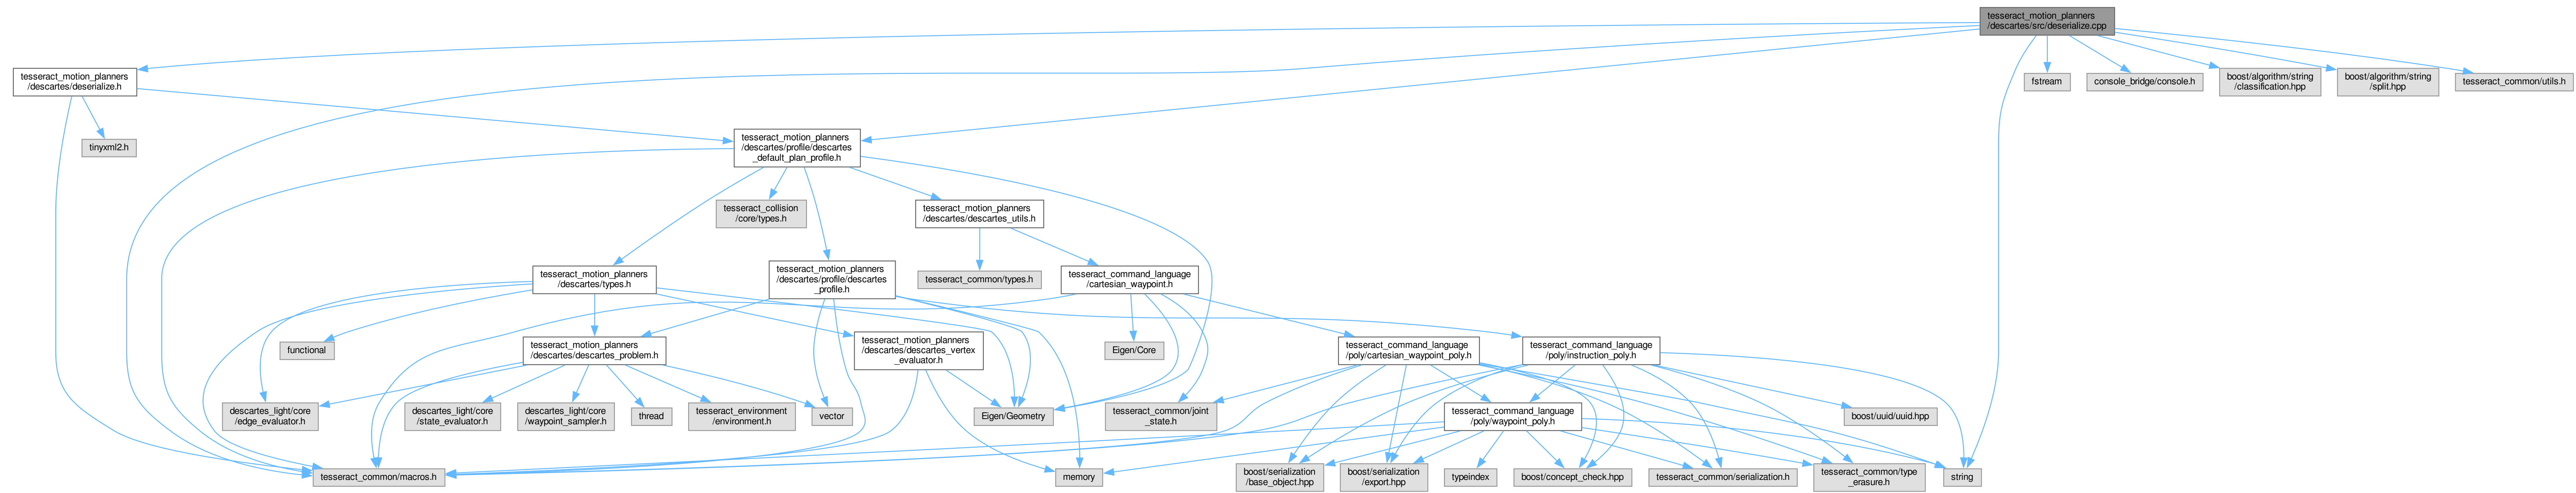 tesseract_motion_planners
/descartes/src/deserialize.cpp
tesseract_motion_planners
/descartes/deserialize.h
fstream
console_bridge/console.h
boost/algorithm/string
/classification.hpp
boost/algorithm/string
/split.hpp
tesseract_common/utils.h
tinyxml2.h
tesseract_motion_planners
/descartes/profile/descartes
_default_plan_profile.h
tesseract_collision
/core/types.h
tesseract_motion_planners
/descartes/descartes_utils.h
tesseract_motion_planners
/descartes/types.h
tesseract_motion_planners
/descartes/profile/descartes
_profile.h
tesseract_common/types.h
tesseract_command_language
/cartesian_waypoint.h
functional
tesseract_motion_planners
/descartes/descartes_problem.h
tesseract_motion_planners
/descartes/descartes_vertex
_evaluator.h
Eigen/Core
tesseract_command_language
/poly/cartesian_waypoint_poly.h
tesseract_command_language
/poly/instruction_poly.h
descartes_light/core
/edge_evaluator.h
descartes_light/core
/state_evaluator.h
descartes_light/core
/waypoint_sampler.h
thread
tesseract_environment
/environment.h
vector
Eigen/Geometry
tesseract_common/joint
_state.h
tesseract_command_language
/poly/waypoint_poly.h
boost/uuid/uuid.hpp
tesseract_common/macros.h
memory
boost/serialization
/base_object.hpp
boost/serialization
/export.hpp
typeindex
boost/concept_check.hpp
tesseract_common/serialization.h
tesseract_common/type
_erasure.h
string